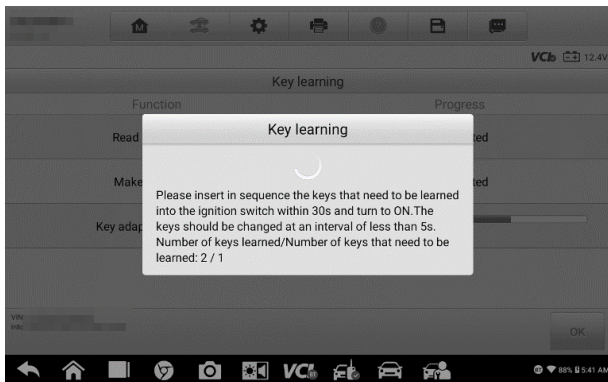 M
VCI 12.4V
Key learning
Function Progress
Read
Make
Key adap
Key learning
Please insert in sequence the keys that need to be learned
into the ignition switch within 30s and turn to ON.The
keys should be changed at an interval of less than 5s.
Number of keys learned/Number of keys that need to be
learned: 2 / 1
VIN
Info
OK
VCI BT 88% 5:41 AM